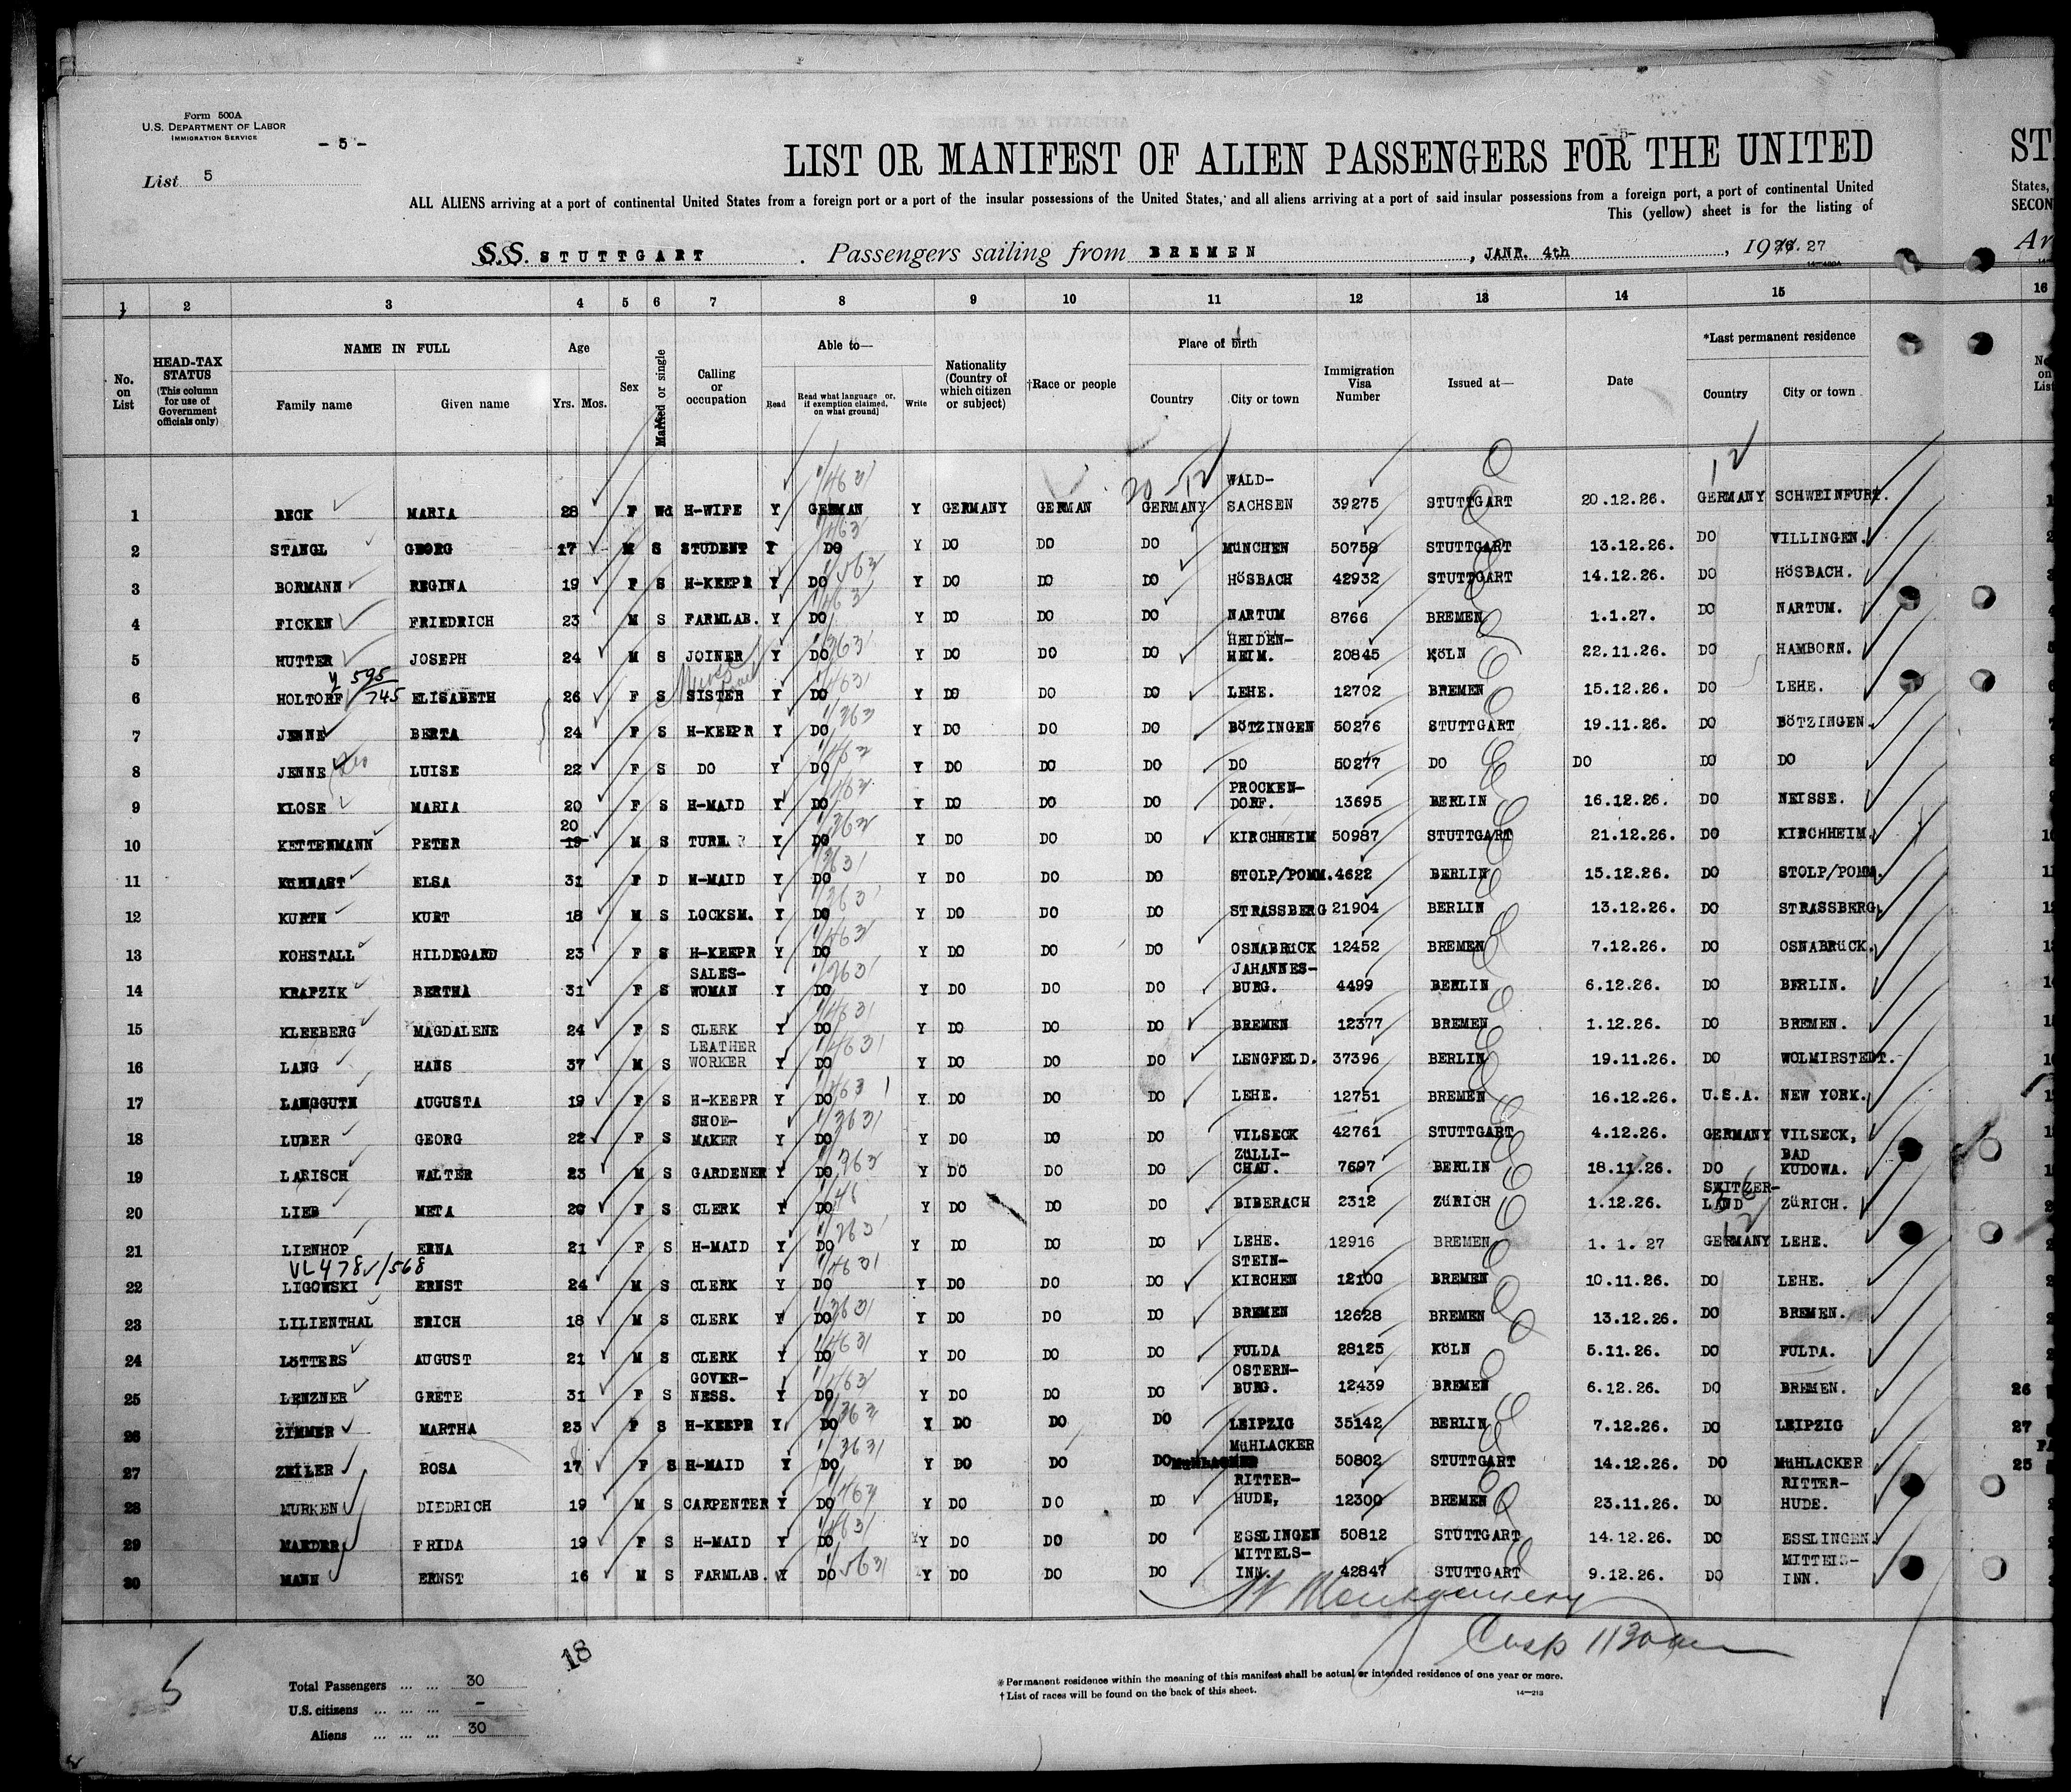 Form 500A
U.S. DEPARTMENT OF LABOR
IMMIGRATION SERVICE
- 5 -
- 5 -
List 5
LIST OR MANIFEST OF ALIEN PASSENGERS FOR THE UNITED
ST
ALL ALIENS arriving at a port of continental United States from a foreign port or a port of the insular possessions of the United States, and all aliens arriving at a port of said insular possessions from a foreign port, a port of continental United
States,
This (yellow) sheet is for the listing of
SECON
S.S. STUTTGART Passengers sailing from BREMEN, JANR. 4th, 1926. 27
Ar
14—480A
1 2 3 4 5 6 7 8 9 10 11 12 13 14 15 16
No. on List
HEAD-TAX STATUS (This column for use of Government officials only)
NAME IN FULL
Family name Given name
Age
Yrs. Mos.
Sex
Married or single
Calling or occupation
Able to—
Read Read what language or, if exemption claimed, on what ground] Write
Nationality (Country of which citizen or subject)
†Race or people
Place of birth
Country City or town
Immigration Visa Number
Issued at—
Date
*Last permanent residence
Country City or town
20-12
12
1 BECK MARIA 28 F Wd H-WIFE Y GERMAN Y GERMANY GERMAN GERMANY WALD-SACHSEN 39275 STUTTGART 20.12.26. GERMANY SCHWEINFURT.
2 STANGL GEORG 17 M S STUDENT Y DO Y DO DO DO MüNCHEN 50758 STUTTGART 13.12.26. DO VILLINGEN.
3 BORMANN REGINA 19 F S H-KEEPR Y DO Y DO DO DO HöSBACH 42932 STUTTGART 14.12.26. DO HöSBACH.
4 FICKEN FRIEDRICH 23 M S FARMLAB. Y DO Y DO DO DO NARTUM 8766 BREMEN 1.1.27. DO NARTUM.
5 HUTTER JOSEPH 24 M S JOINER Y DO Y DO DO DO HEIDEN-HEIM. 20845 KöLN 22.11.26. DO HAMBORN.
595
745
6 HOLTORF ELISABETH 26 F S SISTER Y DO Y DO DO DO LEHE. 12702 BREMEN 15.12.26. DO LEHE.
7 JENNE BERTA 24 F S H-KEEPR Y DO Y DO DO DO BöTZINGEN 50276 STUTTGART 19.11.26. DO BöTZINGEN
8 JENNE LUISE 22 F S DO Y DO Y DO DO DO DO 50277 DO DO DO DO
9 KLOSE MARIA 20 F S H-MAID Y DO Y DO DO DO PROCKEN-DORF. 13695 BERLIN 16.12.26. DO NEISSE.
10 KETTENMANN PETER 20 19 M S TURN. Y DO Y DO DO DO KIRCHHEIM 50987 STUTTGART 21.12.26. DO KIRCHHEIM.
11 ELSA 31 F D H-MAID Y DO Y DO DO DO STOLP/POMM. 4622 BERLIN 15.12.26. DO STOLP/POMM.
12 KURTH KURT 18 M S LOCKSM. Y DO Y DO DO DO STRASSBERG 21904 BERLIN 13.12.26. DO STRASSBERG
13 KOHSTALL HILDEGARD 23 F S H-KEEPR Y DO Y DO DO DO OSNABRüCK 12452 BREMEN 7.12.26. DO OSNABRüCK.
14 KRAPZIK BERTHA 31 F S SALES-WOMAN Y DO Y DO DO DO JAHANNES-BURG. 4499 BERLIN 6.12.26. DO BERLIN.
15 KLEEBERG MAGDALENE 24 F S CLERK Y DO Y DO DO DO BREMEN 12377 BREMEN 1.12.26. DO BREMEN.
16 LANG HANS 37 M S LEATHER WORKER Y DO Y DO DO DO LENGFELD. 37396 BERLIN 19.11.26. DO WOLMIRSTEDT.
17 LANGGUTH AUGUSTA 19 F S H-KEEPR Y DO Y. DO DO DO LEHE. 12751 BREMEN 16.12.26. U.S.A. NEW YORK.
18 LUBER GEORG 22 F S SHOE-MAKER Y DO Y DO DO DO VILSECK 42761 STUTTGART 4.12.26. GERMANY VILSECK,
19 LARISCH WALTER 23 M S GARDENER Y DO Y DO DO DO ZüLLI-CHAU. 7697 BERLIN 18.11.26. DO BAD KUDOWA.
20 LIEB META 26 F S CLERK Y DO Y DO DO DO BIBERACH 2312 ZüRICH 1.12.26. SWITZER-LAND ZüRICH.
21 LIENHOP ERNA 21 F S H-MAID Y DO Y DO DO DO LEHE. 12916 BREMEN 1. 1. 27 GERMANY LEHE.
VL 478/568
22 LIGOWSKI ERNST 24 M S CLERK Y DO Y DO DO DO STEIN-KIRCHEN 12100 BREMEN 10.11.26. DO LEHE.
23 LILIENTHAL ERICH 18 M S CLERK Y DO Y DO DO DO BREMEN 12628 BREMEN 13.12.26. DO BREMEN.
24 LöTTERS AUGUST 21 M S CLERK Y DO Y DO DO DO FULDA 28125 KöLN 5.11.26. DO FULDA.
25 LENZNER GRETE 31 F S GOVER-NESS. Y DO Y DO DO DO OSTERN-BURG. 12439 BREMEN 6.12.26. DO BREMEN. 26
26 ZIMMER MARTHA 23 F S H-KEEPR Y DO Y DO DO DO LEIPZIG 35142 BERLIN 7.12.26. DO LEIPZIG 27
27 ZEILER ROSA 17 F S H-MAID Y DO Y DO DO DO MüHLACKER 50802 STUTTGART 14.12.26. DO MüHLACKER 25
28 MURKEN DIEDRICH 19 M S CARPENTER Y DO Y DO DO DO RITTER-HUDE, 12300 BREMEN 23.11.26. DO RITTER-HUDE.
29 MAEDER FRIDA 19 F S H-MAID Y DO Y DO DO DO ESSLINGEN 50812 STUTTGART 14.12.26. DO ESSLINGEN
30 MANN ERNST 16 M S FARMLAB. Y DO Y DO DO DO MITTELS-INN. 42847 STUTTGART 9.12.26. DO MITTELS-INN.
W Montgomery
5
18
Total Passengers ... ... 30
U.S. citizens ... ... ... -
Aliens ... ... ... 30
*Permanent residence within the meaning of this manifest shall be actual or intended residence of one year or more.
†List of races will be found on the back of this sheet.
14—213